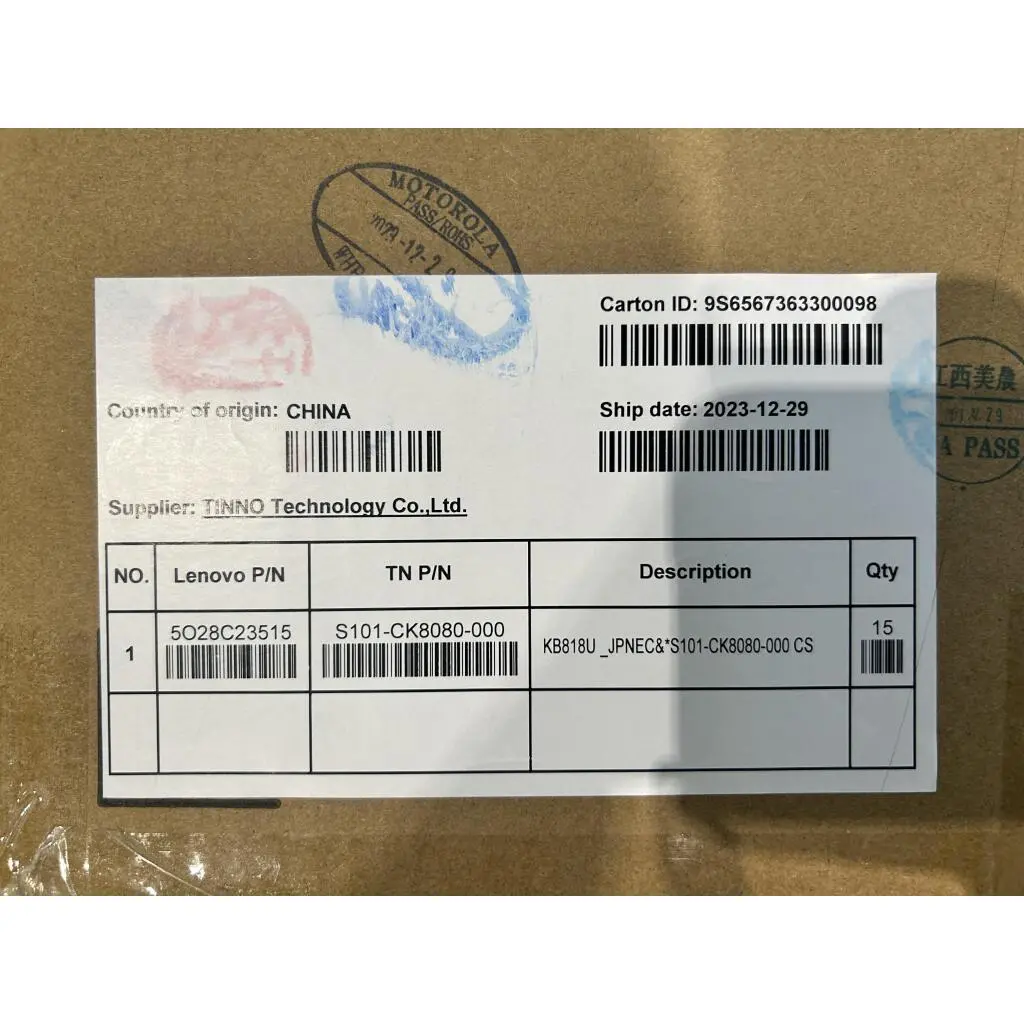 MOTOROLA
PASS/ROHS
Carton ID: 9S6567363300098
Country of origin: CHINA
Ship date: 2023-12-29
江西美晨
PASS
Supplier: TINNO Technology Co.,Ltd.
NO. Lenovo P/N TN P/N Description Qty
1 5O28C23515 S101-CK8080-000 KB818U _JPNEC&*S101-CK8080-000 CS 15